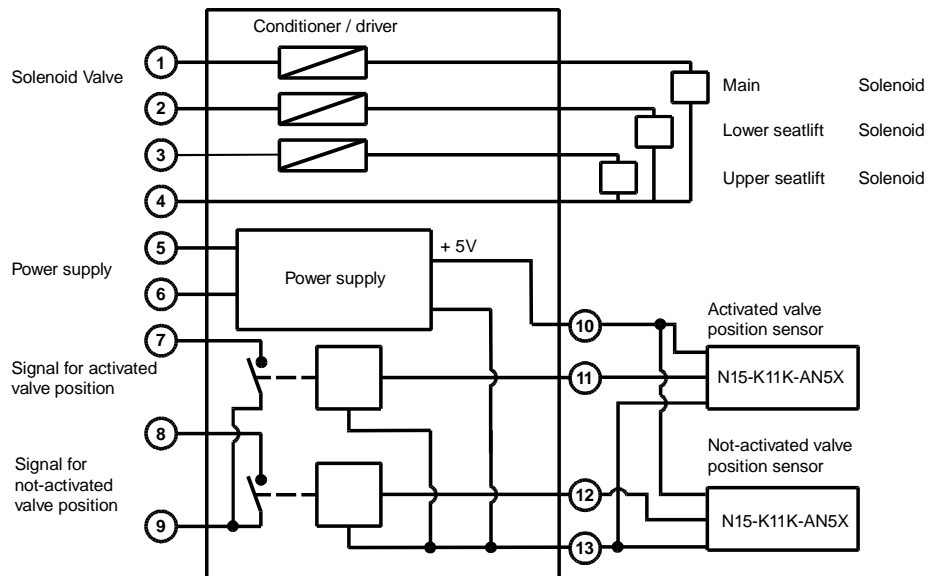 Conditioner / driver
Solenoid Valve
1
2
3
4
Main Solenoid
Lower seatlift Solenoid
Upper seatlift Solenoid
Power supply
5
6
Power supply
+ 5V
7
Signal for activated
valve position
8
Signal for
not-activated
valve position
9
10
11
12
13
Activated valve
position sensor
N15-K11K-AN5X
Not-activated valve
position sensor
N15-K11K-AN5X